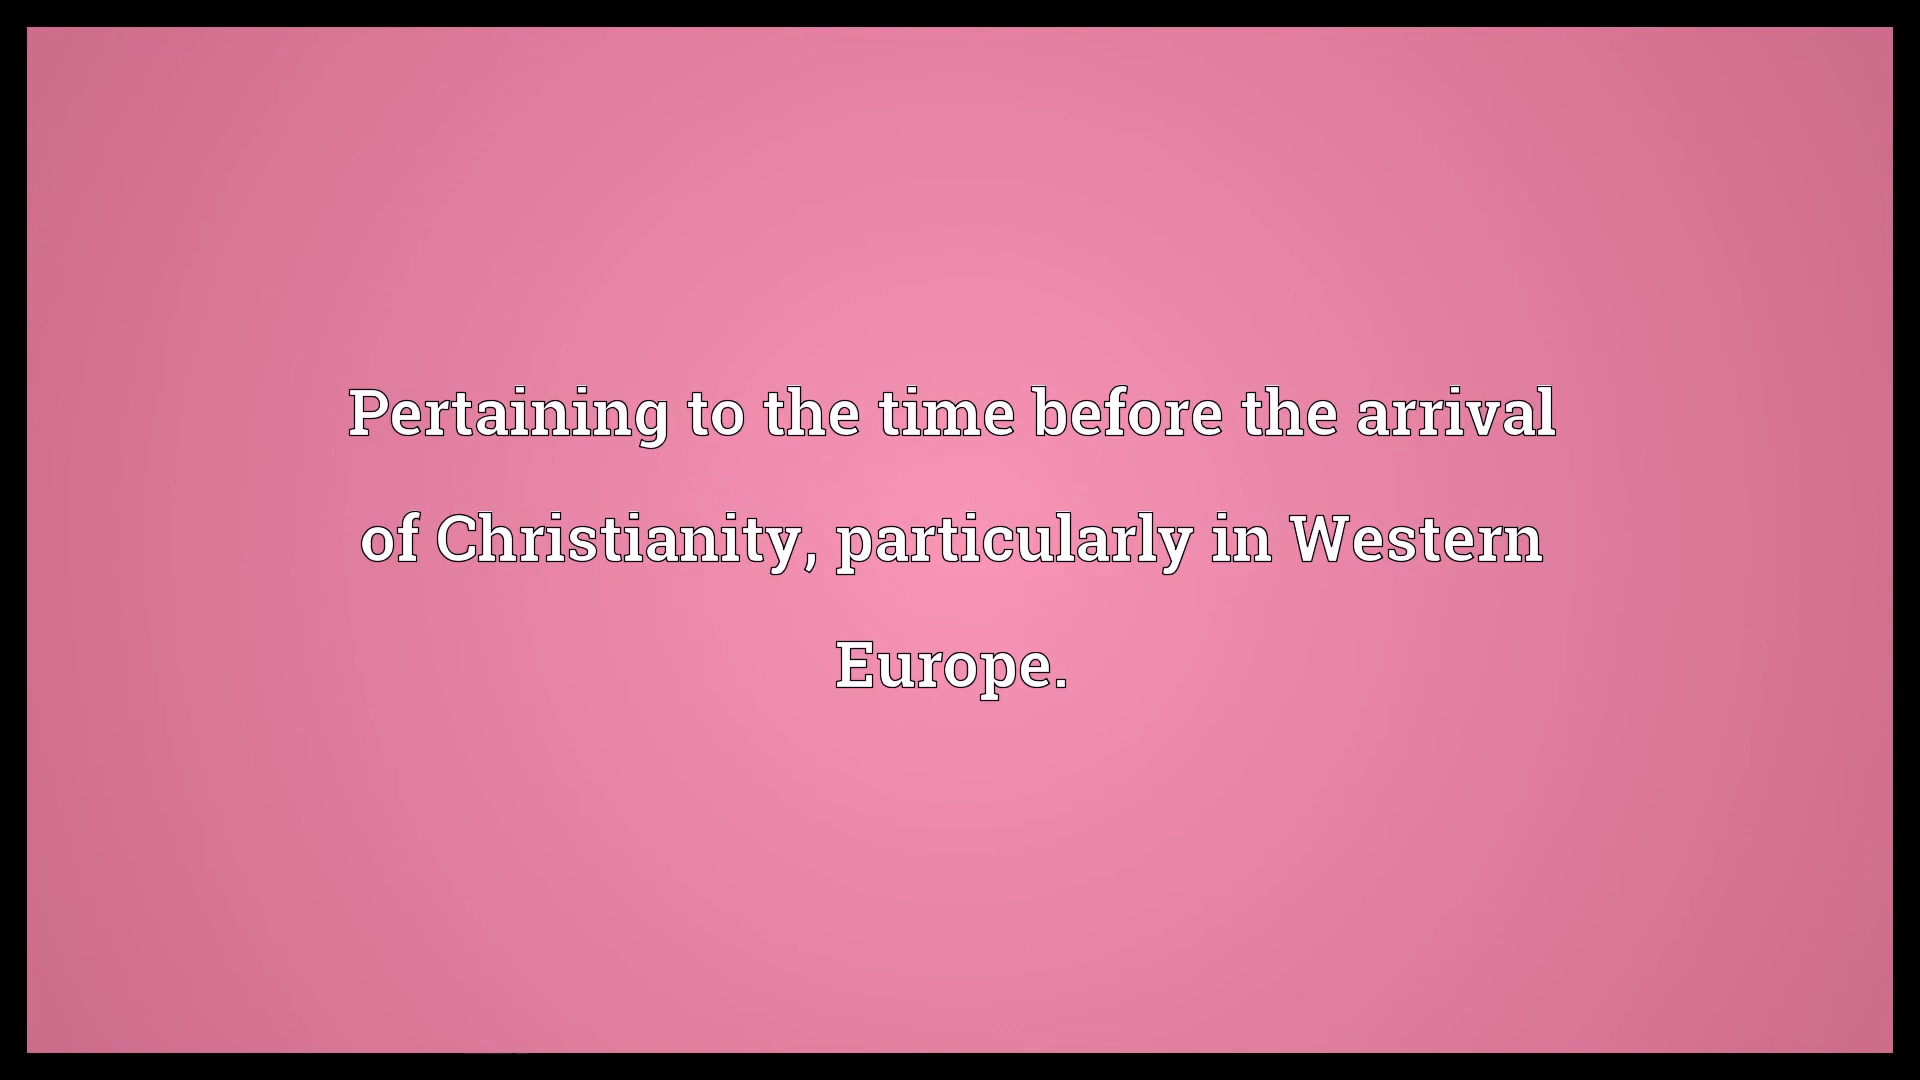 Pertaining to the time before the arrival
of Christianity, particularly in Western
Europe.